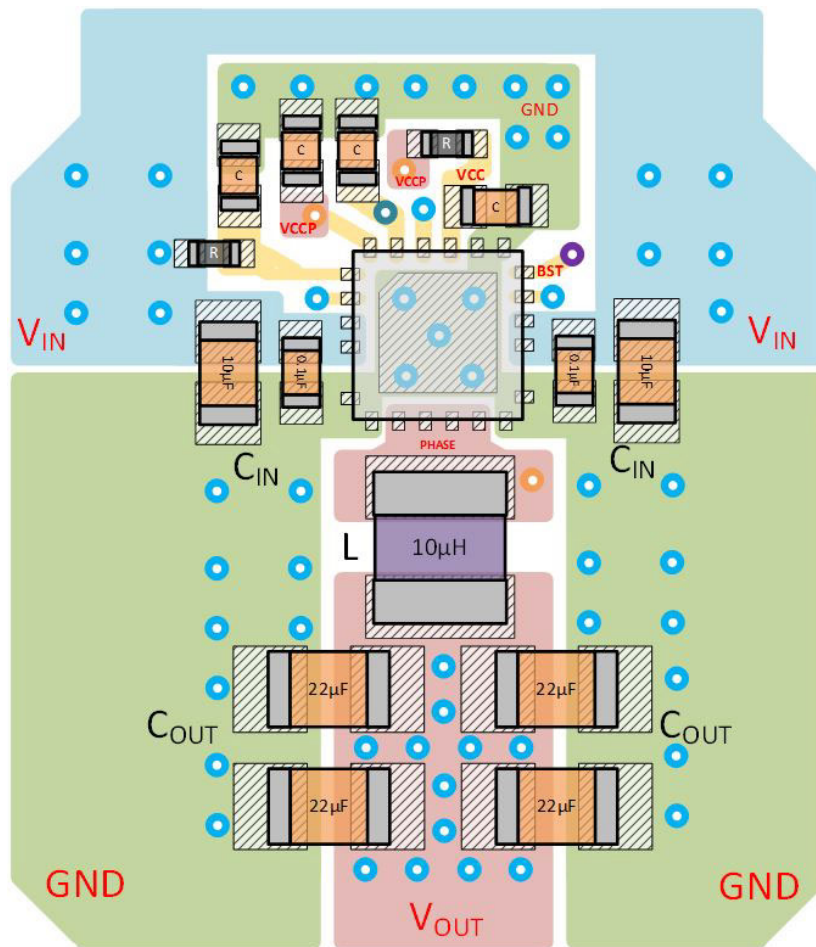 GND
R
VCC
C
C
C
VCCP
C
VCCP
R
BST
VIN
VIN
10μF
0.1μF
0.1μF
10μF
PHASE
CIN
CIN
L
10μH
22μF
22μF
COUT
COUT
22μF
22μF
GND
GND
VOUT